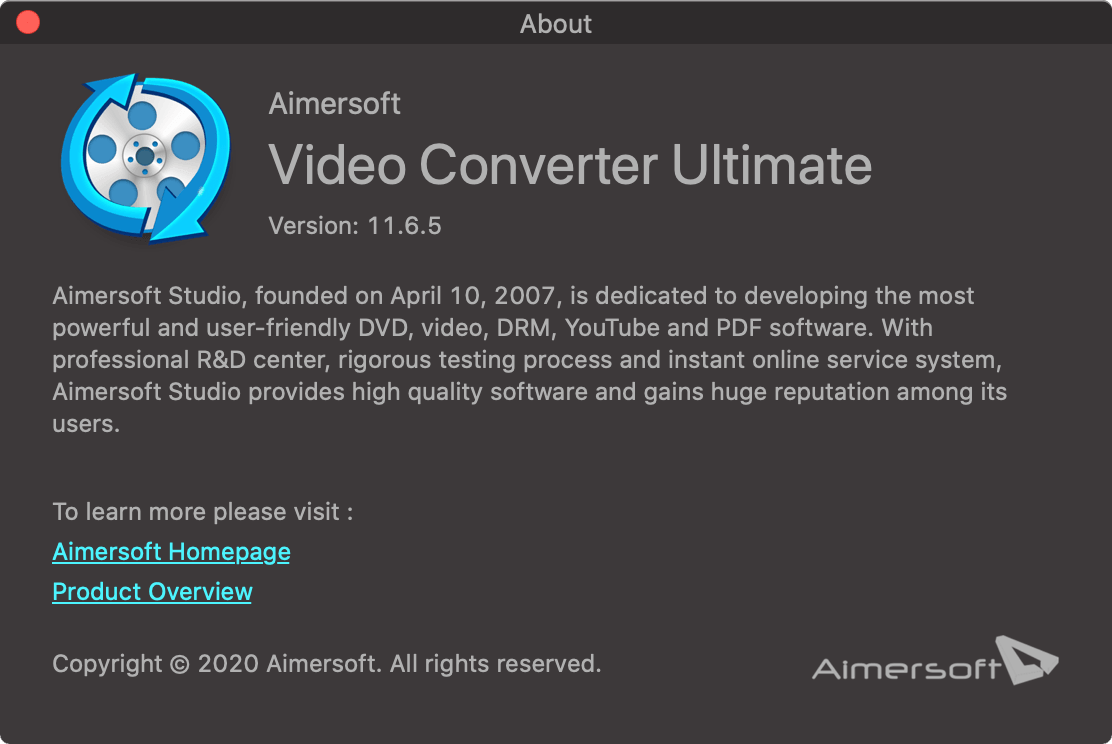 About
Aimersoft
Video Converter Ultimate
Version: 11.6.5
Aimersoft Studio, founded on April 10, 2007, is dedicated to developing the most
powerful and user-friendly DVD, video, DRM, YouTube and PDF software. With
professional R&D center, rigorous testing process and instant online service system,
Aimersoft Studio provides high quality software and gains huge reputation among its
users.
To learn more please visit :
Aimersoft Homepage
Product Overview
Copyright © 2020 Aimersoft. All rights reserved.
Aimersoft